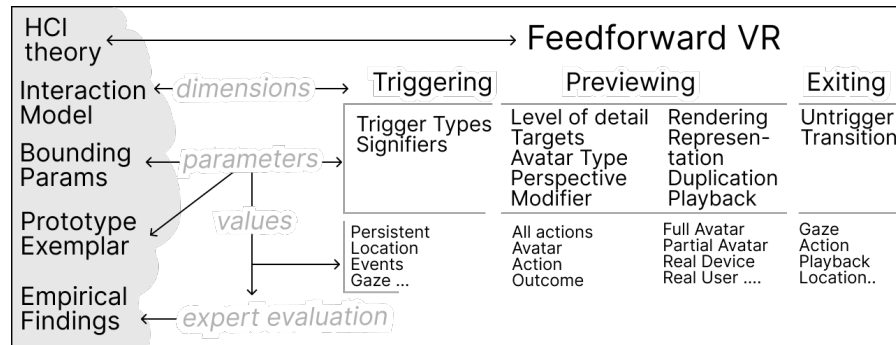 HCI
theory
Feedforward VR
Interaction
Model
dimensions
Triggering
Previewing
Exiting
Bounding
Params
parameters
Trigger Types
Signifiers
Level of detail
Targets
Avatar Type
Perspective
Modifier
Rendering
Represen-
tation
Duplication
Playback
Untrigger
Transition
Prototype
Exemplar
values
Persistent
Location
Events
Gaze ...
All actions
Avatar
Action
Outcome
Full Avatar
Partial Avatar
Real Device
Real User ....
Gaze
Action
Playback
Location..
Empirical
Findings
expert evaluation